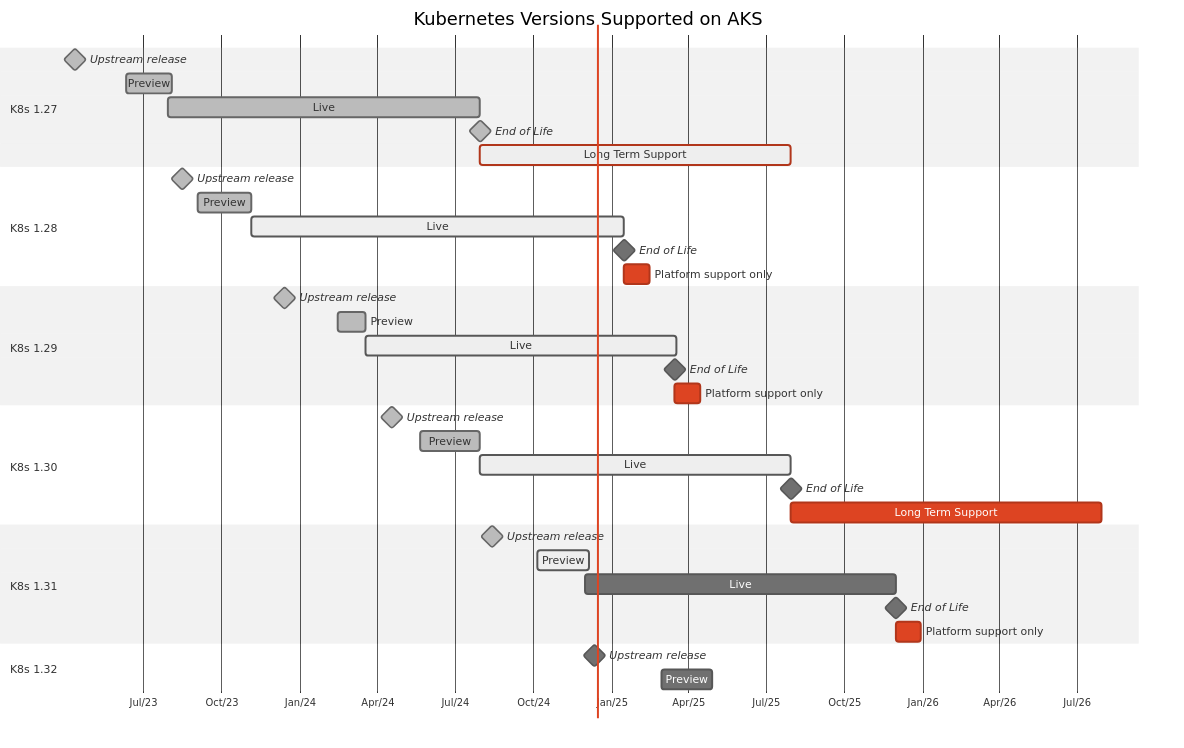 Kubernetes Versions Supported on AKS
Upstream release
Preview
K8s 1.27
Live
End of Life
Long Term Support
Upstream release
Preview
K8s 1.28
Live
End of Life
Platform support only
Upstream release
Preview
K8s 1.29
Live
End of Life
Platform support only
Upstream release
Preview
K8s 1.30
Live
End of Life
Long Term Support
Upstream release
Preview
K8s 1.31
Live
End of Life
Platform support only
Upstream release
K8s 1.32
Preview
Jul/23 Oct/23 Jan/24 Apr/24 Jul/24 Oct/24 Jan/25 Apr/25 Jul/25 Oct/25 Jan/26 Apr/26 Jul/26